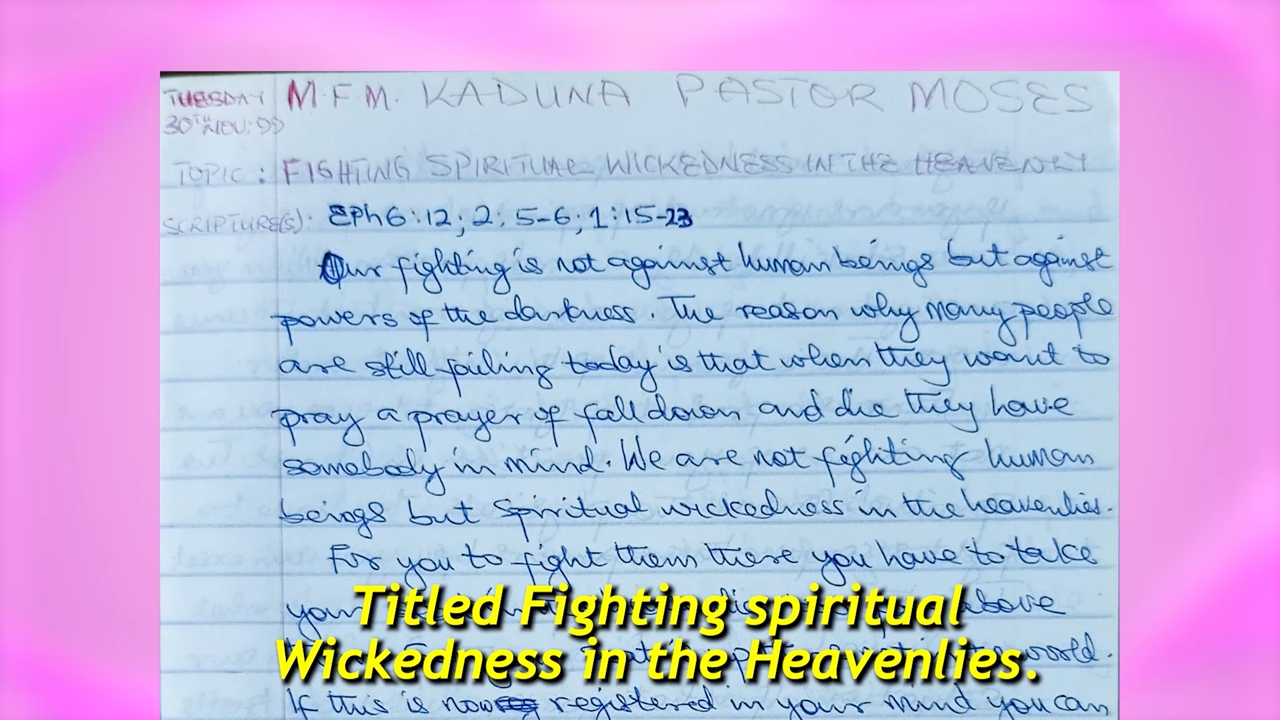 TUESDAY M.F.M. KADUNA PASTOR MOSES
30TH NOV: 99
TOPIC: FIGHTING SPIRITUAL WICKEDNESS IN THE HEAVENLY
SCRIPTURE(S): EPh 6:12; 2: 5-6; 1:15-23
Our fighting is not against human beings but against
powers of the darkness. The reason why many people
are still failing today is that when they want to
pray a prayer of fall down and die they have
somebody in mind. We are not fighting human
beings but Spiritual wickedness in the heavenlies.
For you to fight them there you have to take
your above
Titled Fighting spiritual
world.
Wickedness in the Heavenlies.
If this is now registered in your mind you can